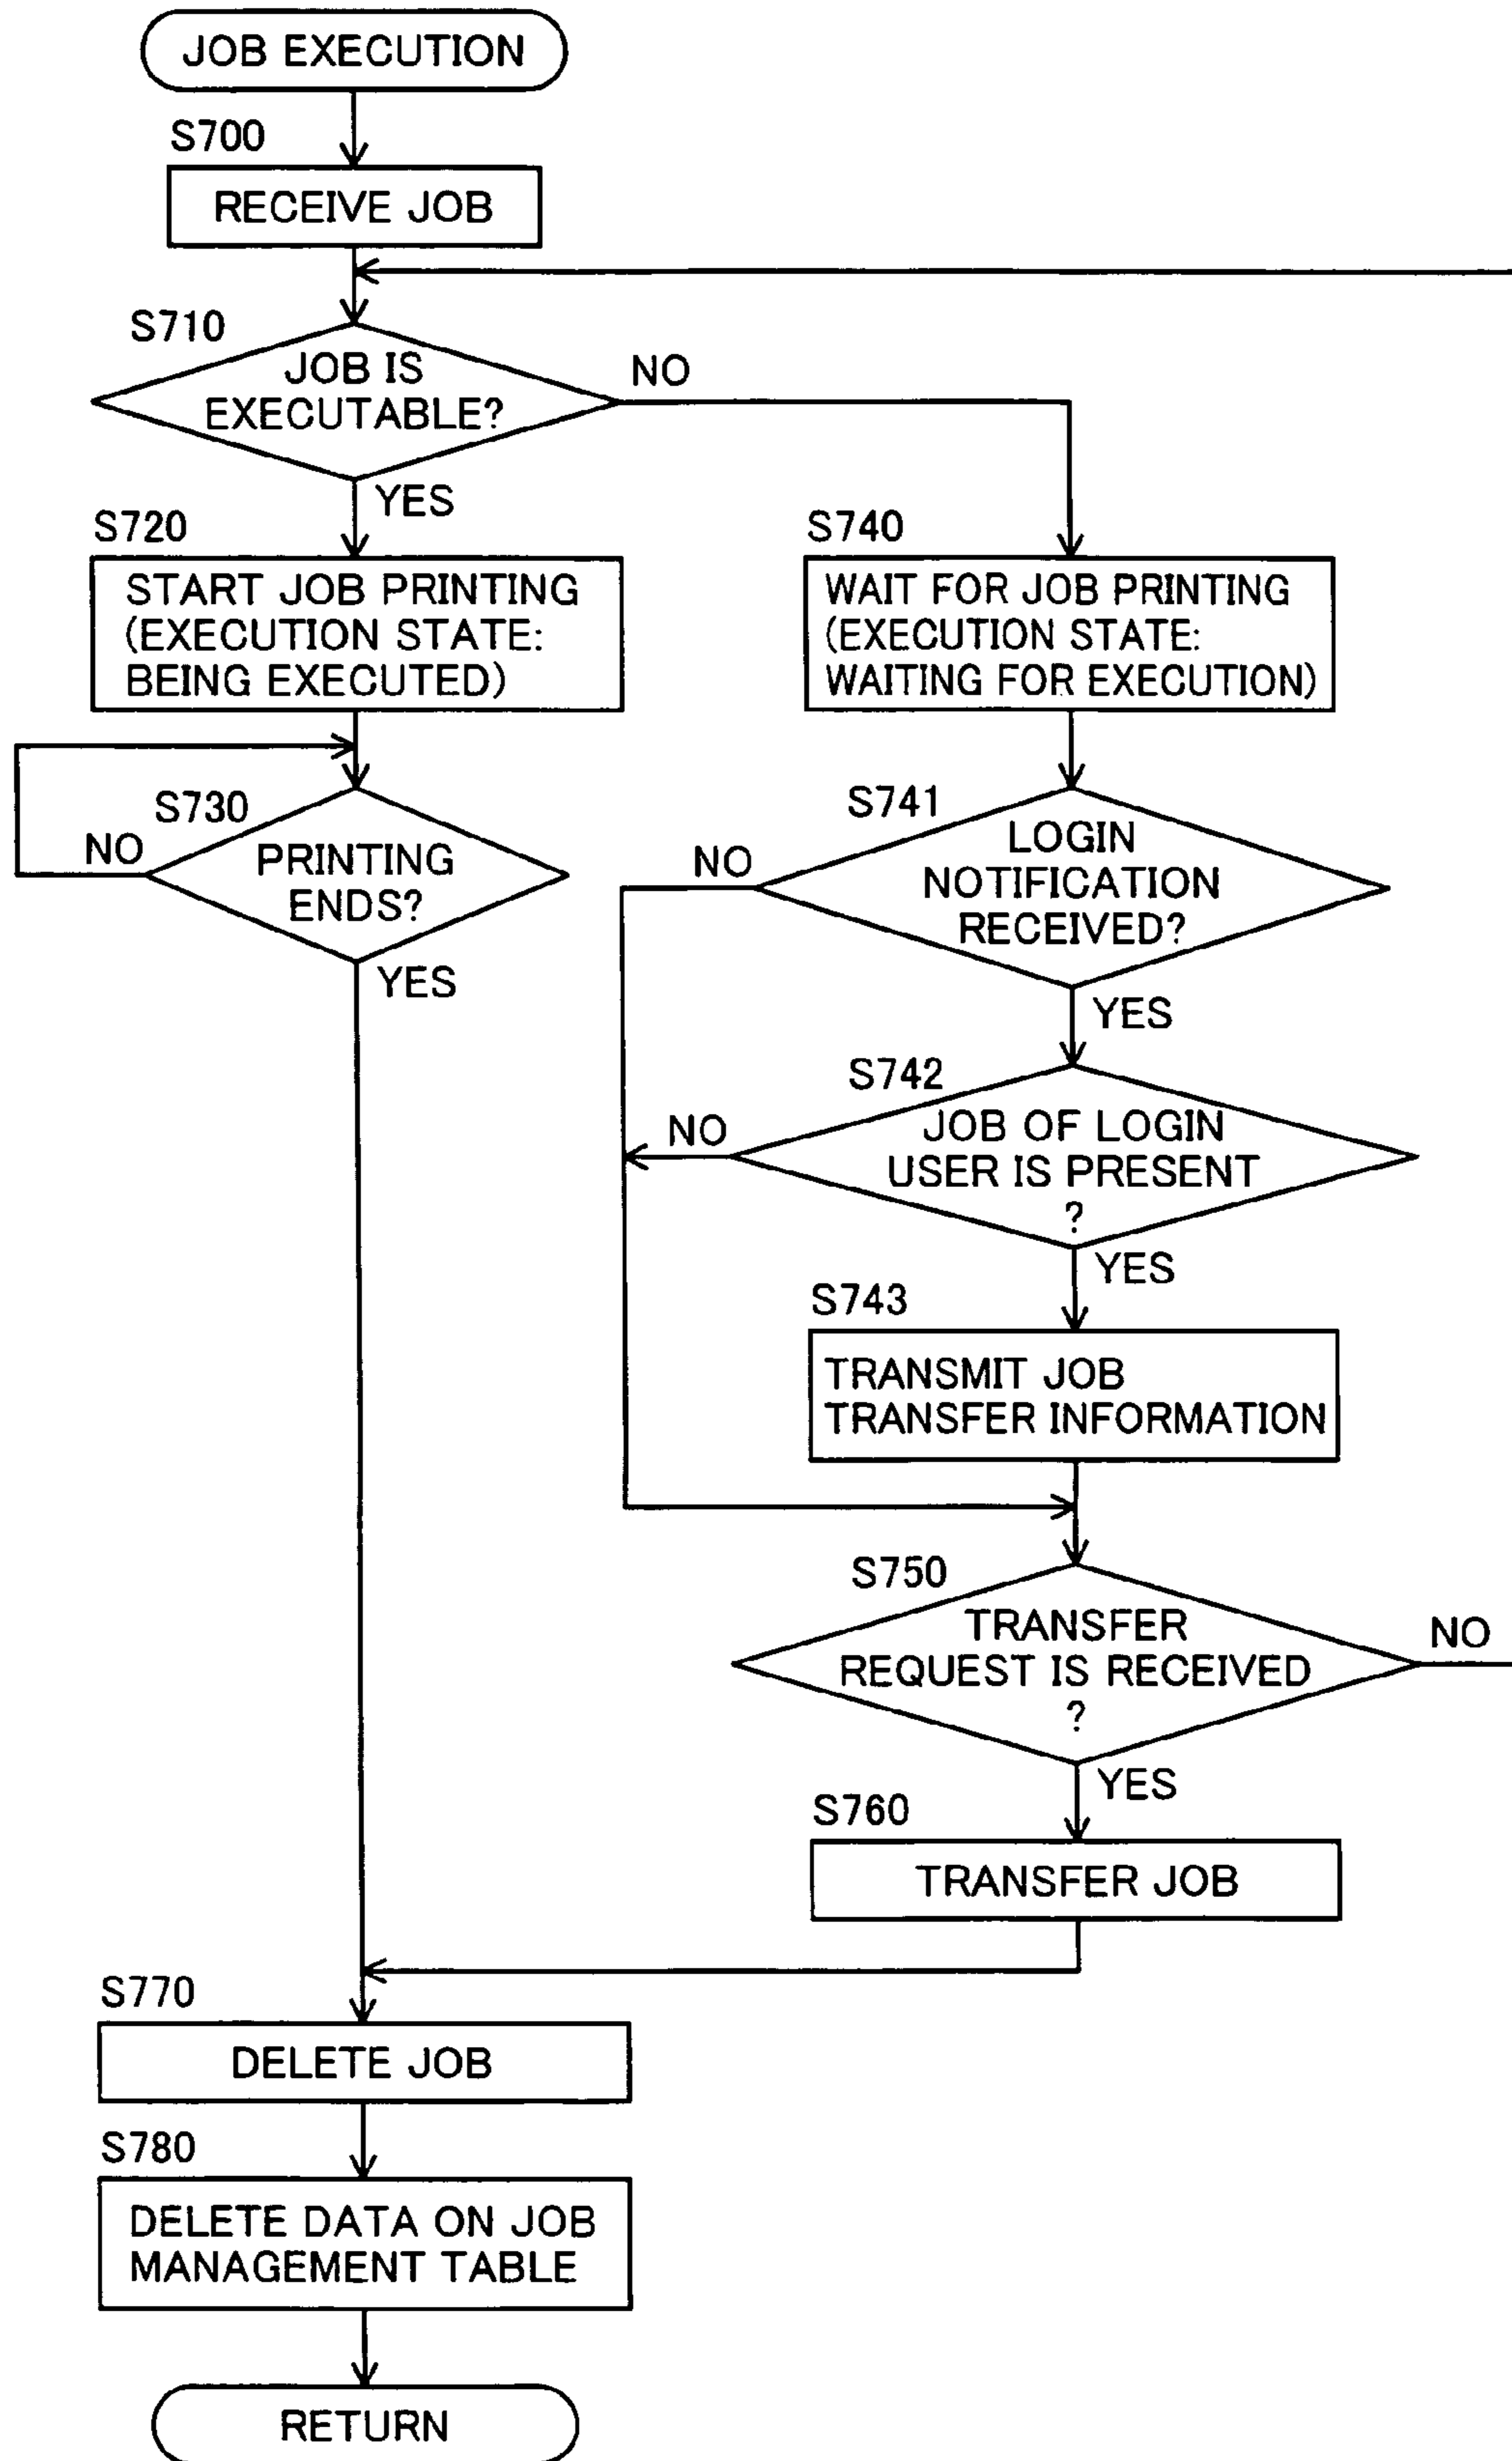 JOB EXECUTION
S700
RECEIVE JOB
S710
JOB IS
EXECUTABLE?
NO
YES
S720
START JOB PRINTING
(EXECUTION STATE:
BEING EXECUTED)
S730
NO
PRINTING
ENDS?
YES
S740
WAIT FOR JOB PRINTING
(EXECUTION STATE:
WAITING FOR EXECUTION)
S741
NO
LOGIN
NOTIFICATION
RECEIVED?
YES
S742
NO
JOB OF LOGIN
USER IS PRESENT
?
YES
S743
TRANSMIT JOB
TRANSFER INFORMATION
S750
TRANSFER
REQUEST IS RECEIVED
?
NO
YES
S760
TRANSFER JOB
S770
DELETE JOB
S780
DELETE DATA ON JOB
MANAGEMENT TABLE
RETURN